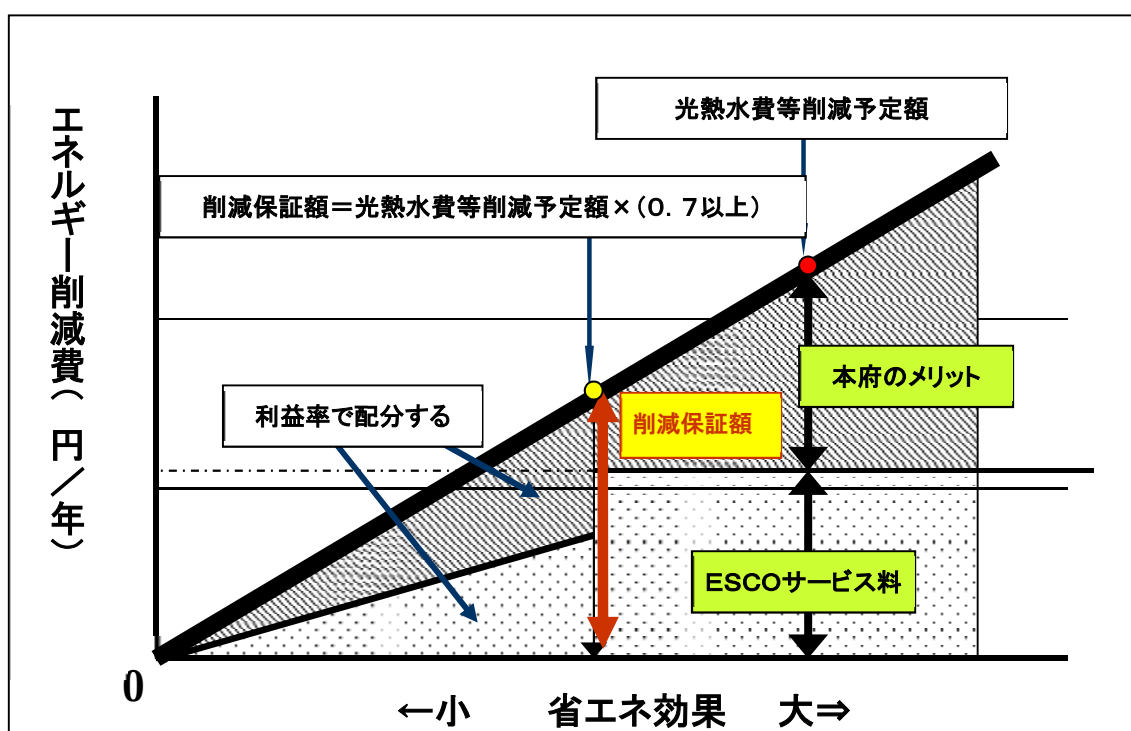 光熱水費等削減予定額
削減保証額＝光熱水費等削減予定額×(０．７以上)
エネルギー削減費(円／年)
本府のメリット
利益率で配分する
削減保証額
ESCOサービス料
0
←小 省エネ効果 大⇒